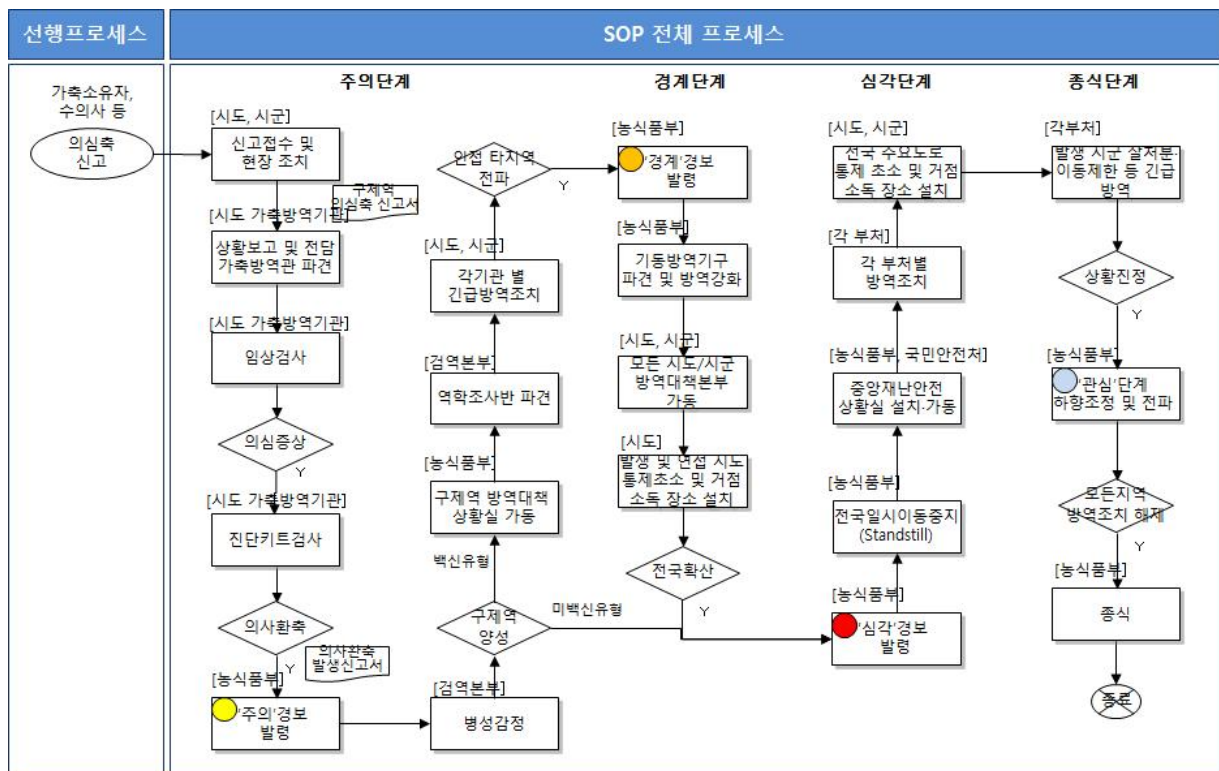 선행프로세스
SOP 전체 프로세스
주의단계
경계단계
심각단계
종식단계
가축소유자,
수의사 등
의심축
신고
[시도, 시군]
신고접수 및
현장 조치
구제역
의심축 신고서
[시도 가축방역기관]
상황보고 및 전담
가축방역관 파견
[시도 가축방역기관]
임상검사
의심증상
Y
[시도 가축방역기관]
진단키트검사
의사환축
Y
의사환축
발생신고서
[농식품부]
'주의'경보
발령
[검역본부]
병성감정
구제역
양성
백신유형
미백신유형
[농식품부]
구제역 방역대책
상황실 가동
[검역본부]
역학조사반 파견
[시도, 시군]
각기관 별
긴급방역조치
인접 타지역
전파
Y
[농식품부]
'경계'경보
발령
[농식품부]
기동방역기구
파견 및 방역강화
[시도, 시군]
모든 시도/시군
방역대책본부
가동
[시도]
발생 및 연접 시도
통제초소 및 거점
소독 장소 설치
전국확산
Y
[농식품부]
'심각'경보
발령
[농식품부]
전국일시이동중지
(Standstill)
[농식품부, 국민안전처]
중앙재난안전
상황실 설치·가동
[각 부처]
각 부처별
방역조치
[시도, 시군]
전국 주요도로
통제 초소 및 거점
소독 장소 설치
[각부처]
발생 시군 살처분·
이동제한 등 긴급
방역
상황진정
Y
[농식품부]
'관심'단계
하향조정 및 전파
모든지역
방역조치 해제
Y
[농식품부]
종식
종료